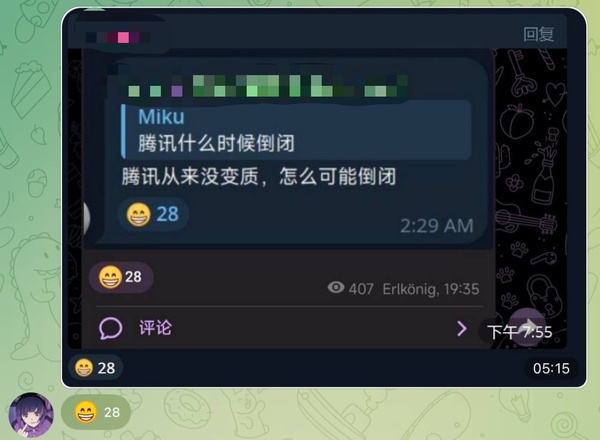 回复
Miku
腾讯什么时候倒闭
腾讯从来没变质，怎么可能倒闭
28
2:29 AM
28
407 Erlkönig, 19:35
评论
下午 7:55
28
05:15
28